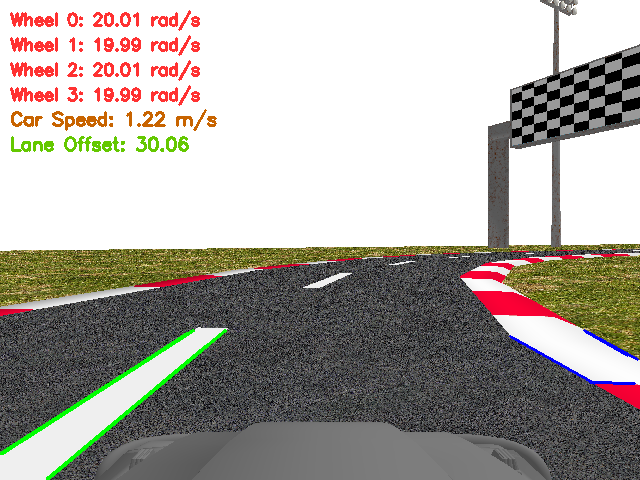 Wheel 0: 20.01 rad/s
Wheel 1: 19.99 rad/s
Wheel 2: 20.01 rad/s
Wheel 3: 19.99 rad/s
Car Speed: 1.22 m/s
Lane Offset: 30.06